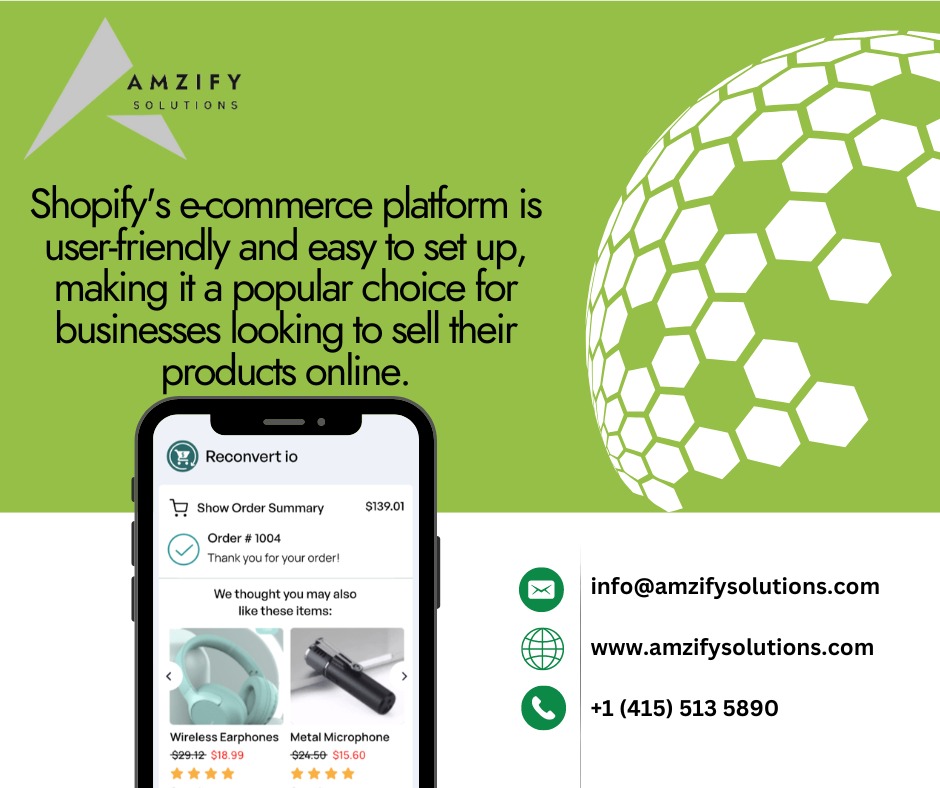 AMZIFY
SOLUTIONS
Shopify's e-commerce platform is
user-friendly and easy to set up,
making it a popular choice for
businesses looking to sell their
products online.
Reconvert io
Show Order Summary $139.01
Order # 1004
Thank you for your order!
We thought you may also
like these items:
Wireless Earphones Metal Microphone
$29.12 $18.99 $24.50 $15.60
info@amzifysolutions.com
www.amzifysolutions.com
+1 (415) 513 5890